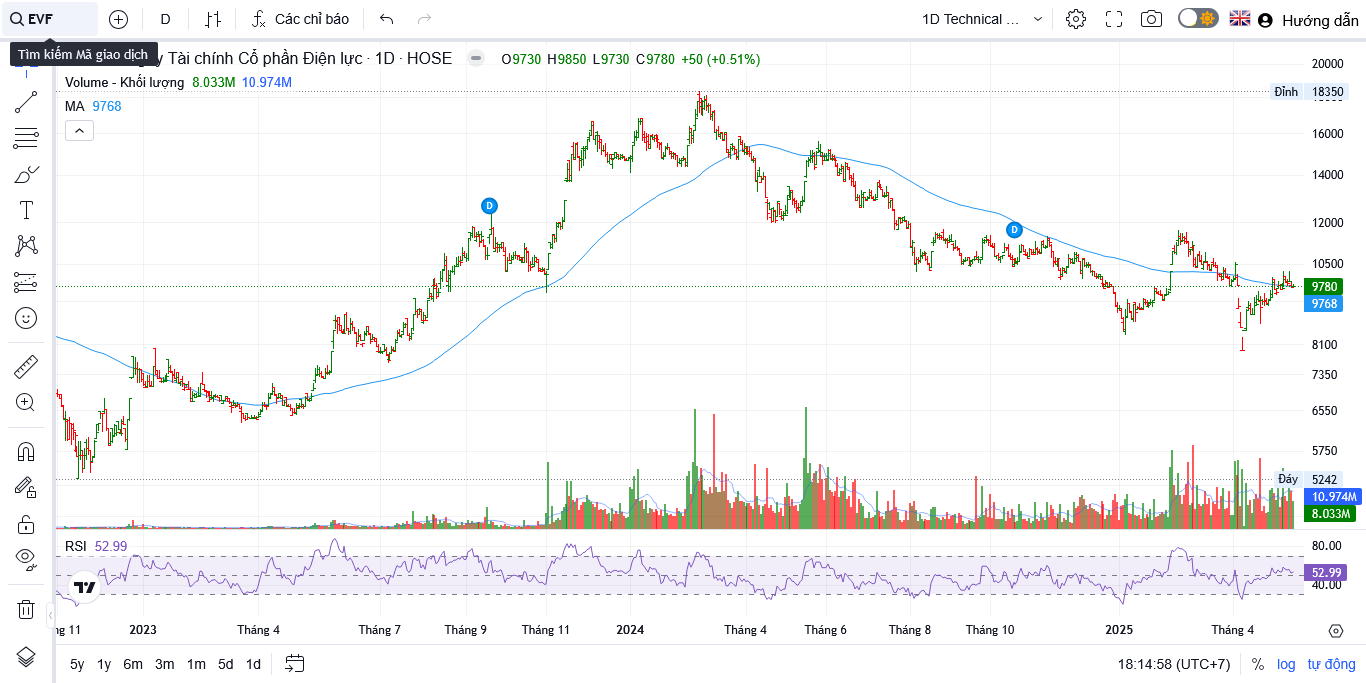 EVF
D
Các chỉ báo
1D Technical ...
Hướng dẫn
Tìm kiếm Mã giao dịch
y Tài chính Cổ phần Điện lực · 1D · HOSE
O9730 H9850 L9730 C9780 +50 (+0.51%)
Volume - Khối lượng 8.033M 10.974M
MA 9768
20000
Đỉnh 18350
16000
14000
12000
10500
9780
9768
8100
7350
6550
5750
Đáy 5242
10.974M
8.033M
D
D
RSI 52.99
80.00
52.99
40.00
ng 11 2023 Tháng 4 Tháng 7 Tháng 9 Tháng 11 2024 Tháng 4 Tháng 6 Tháng 8 Tháng 10 2025 Tháng 4
5y 1y 6m 3m 1m 5d 1d
18:14:58 (UTC+7) % log tự động